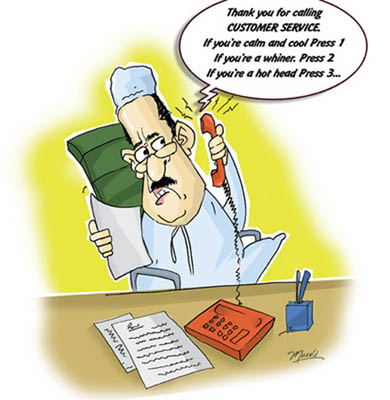 Thank you for calling
CUSTOMER SERVICE.
If you're calm and cool Press 1
If you're a whiner. Press 2
If you're a hot head Press 3...